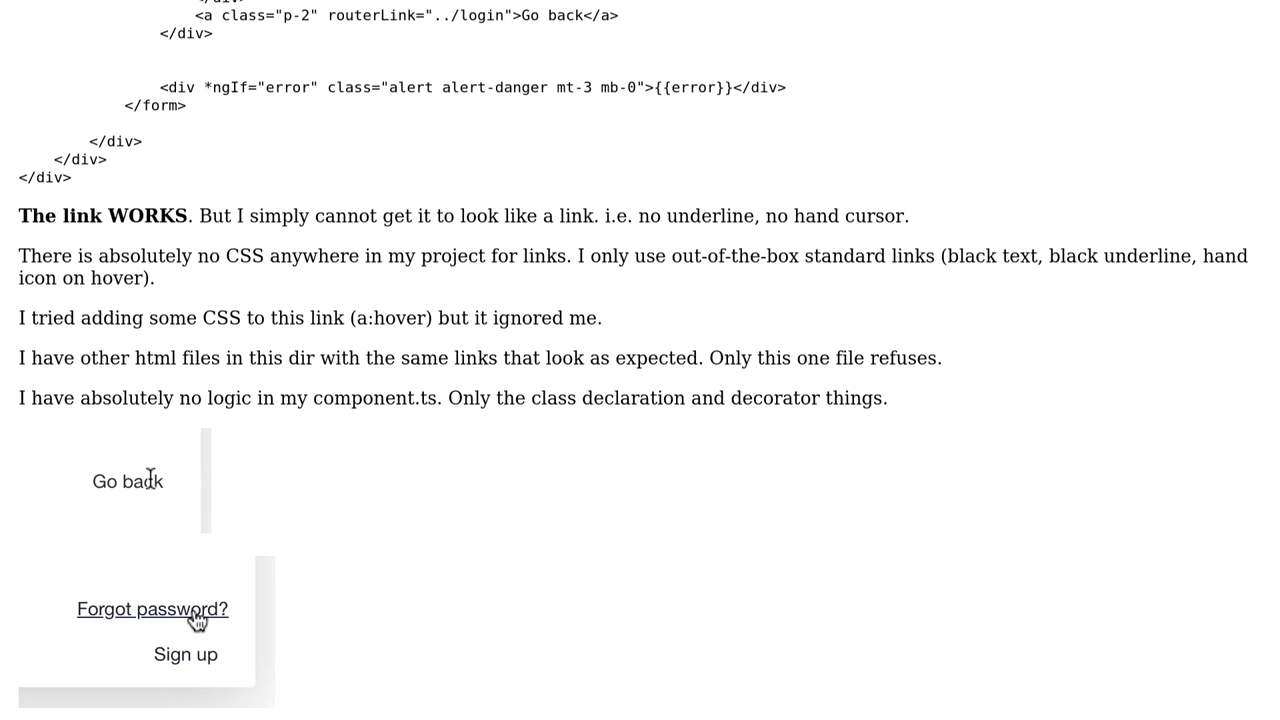 </div>
<a class="p-2" routerLink="../login">Go back</a>
</div>
<div *ngIf="error" class="alert alert-danger mt-3 mb-0">{{error}}</div>
</form>
</div>
</div>
</div>
The link WORKS. But I simply cannot get it to look like a link. i.e. no underline, no hand cursor.
There is absolutely no CSS anywhere in my project for links. I only use out-of-the-box standard links (black text, black underline, hand
icon on hover).
I tried adding some CSS to this link (a:hover) but it ignored me.
I have other html files in this dir with the same links that look as expected. Only this one file refuses.
I have absolutely no logic in my component.ts. Only the class declaration and decorator things.
Go back
Forgot password?
Sign up